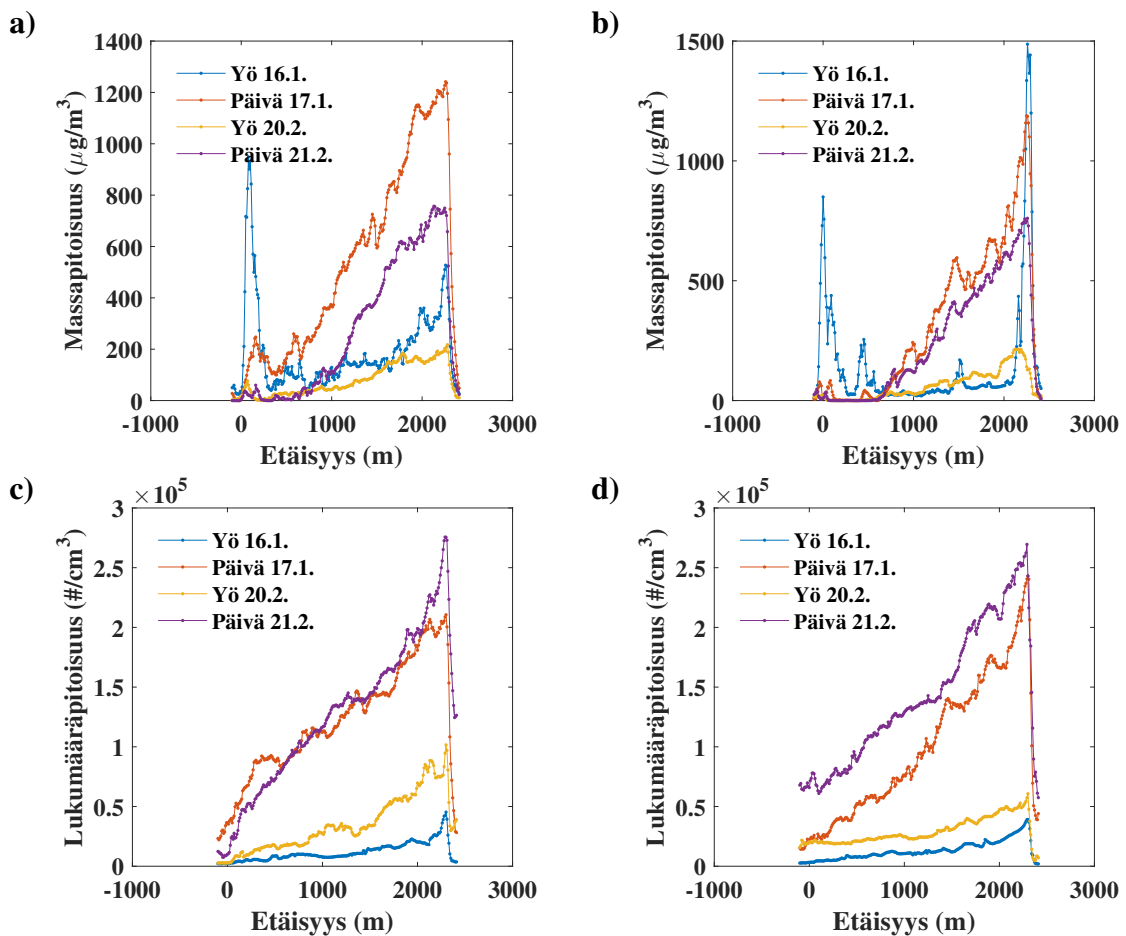 a)
1400
1200
1000
800
600
400
200
0
-1000
0
1000
2000
3000
Massapitoisuus (μg/m³)
Etäisyys (m)
Yö 16.1.
Päivä 17.1.
Yö 20.2.
Päivä 21.2.
b)
1500
1000
500
0
-1000
0
1000
2000
3000
Massapitoisuus (μg/m³)
Etäisyys (m)
Yö 16.1.
Päivä 17.1.
Yö 20.2.
Päivä 21.2.
c)
×10⁵
3
2.5
2
1.5
1
0.5
0
-1000
0
1000
2000
3000
Lukumääräpitoisuus (#/cm³)
Etäisyys (m)
Yö 16.1.
Päivä 17.1.
Yö 20.2.
Päivä 21.2.
d)
×10⁵
3
2.5
2
1.5
1
0.5
0
-1000
0
1000
2000
3000
Lukumääräpitoisuus (#/cm³)
Etäisyys (m)
Yö 16.1.
Päivä 17.1.
Yö 20.2.
Päivä 21.2.